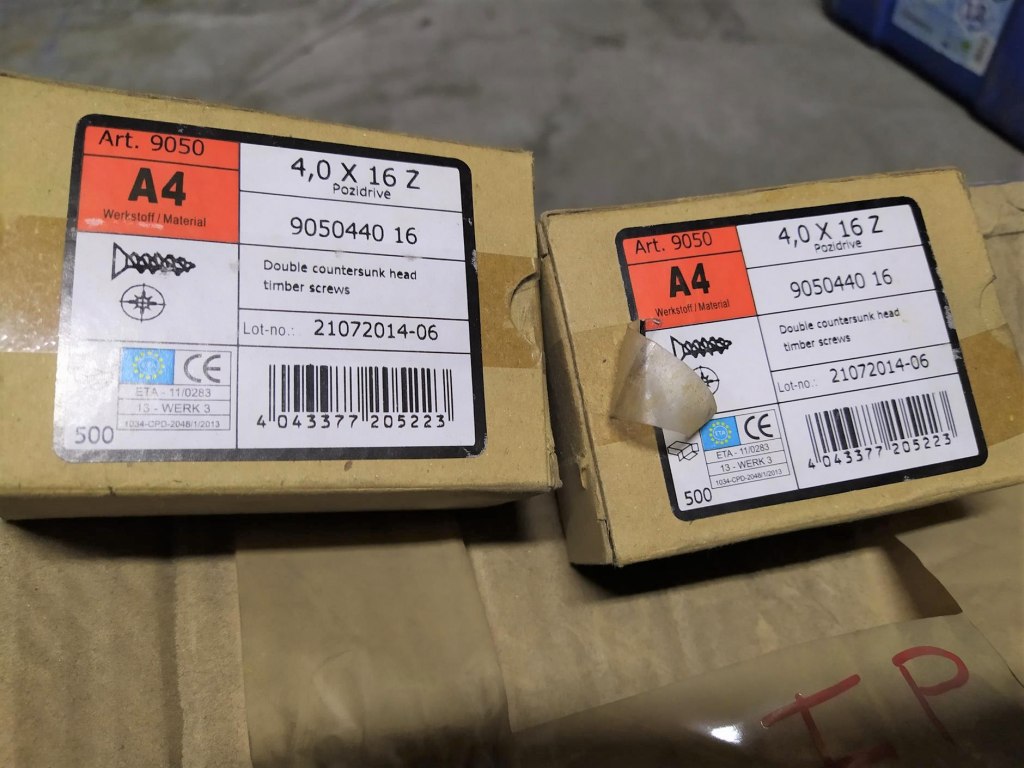 Art. 9050
A4
Werkstoff / Material
4,0 X 16 Z
Pozidrive
9050440 16
Double countersunk head
timber screws
Lot-no.: 21072014-06
ETA
CE
ETA - 11/0283
13 - WERK 3
1034-CPD-2048/1/2013
500
4 043377 205223
Art. 9050
A4
Werkstoff / Material
4,0 X 16 Z
Pozidrive
9050440 16
Double countersunk head
timber screws
Lot-no.: 21072014-06
ETA
CE
ETA - 11/0283
13 - WERK 3
1034-CPD-2048/1/2013
500
4 043377 205223
IP